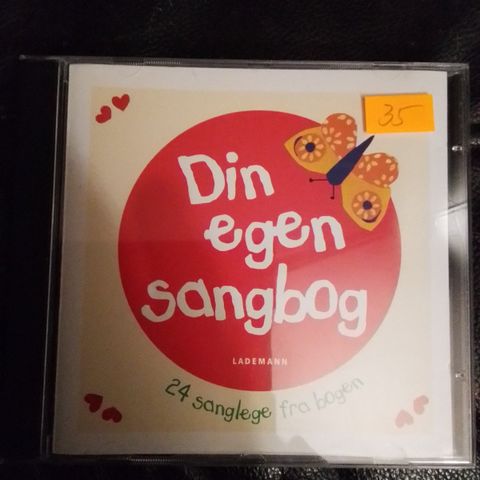 35
Din
egen
sangbog
LADEMANN
24 sanglege fra bogen